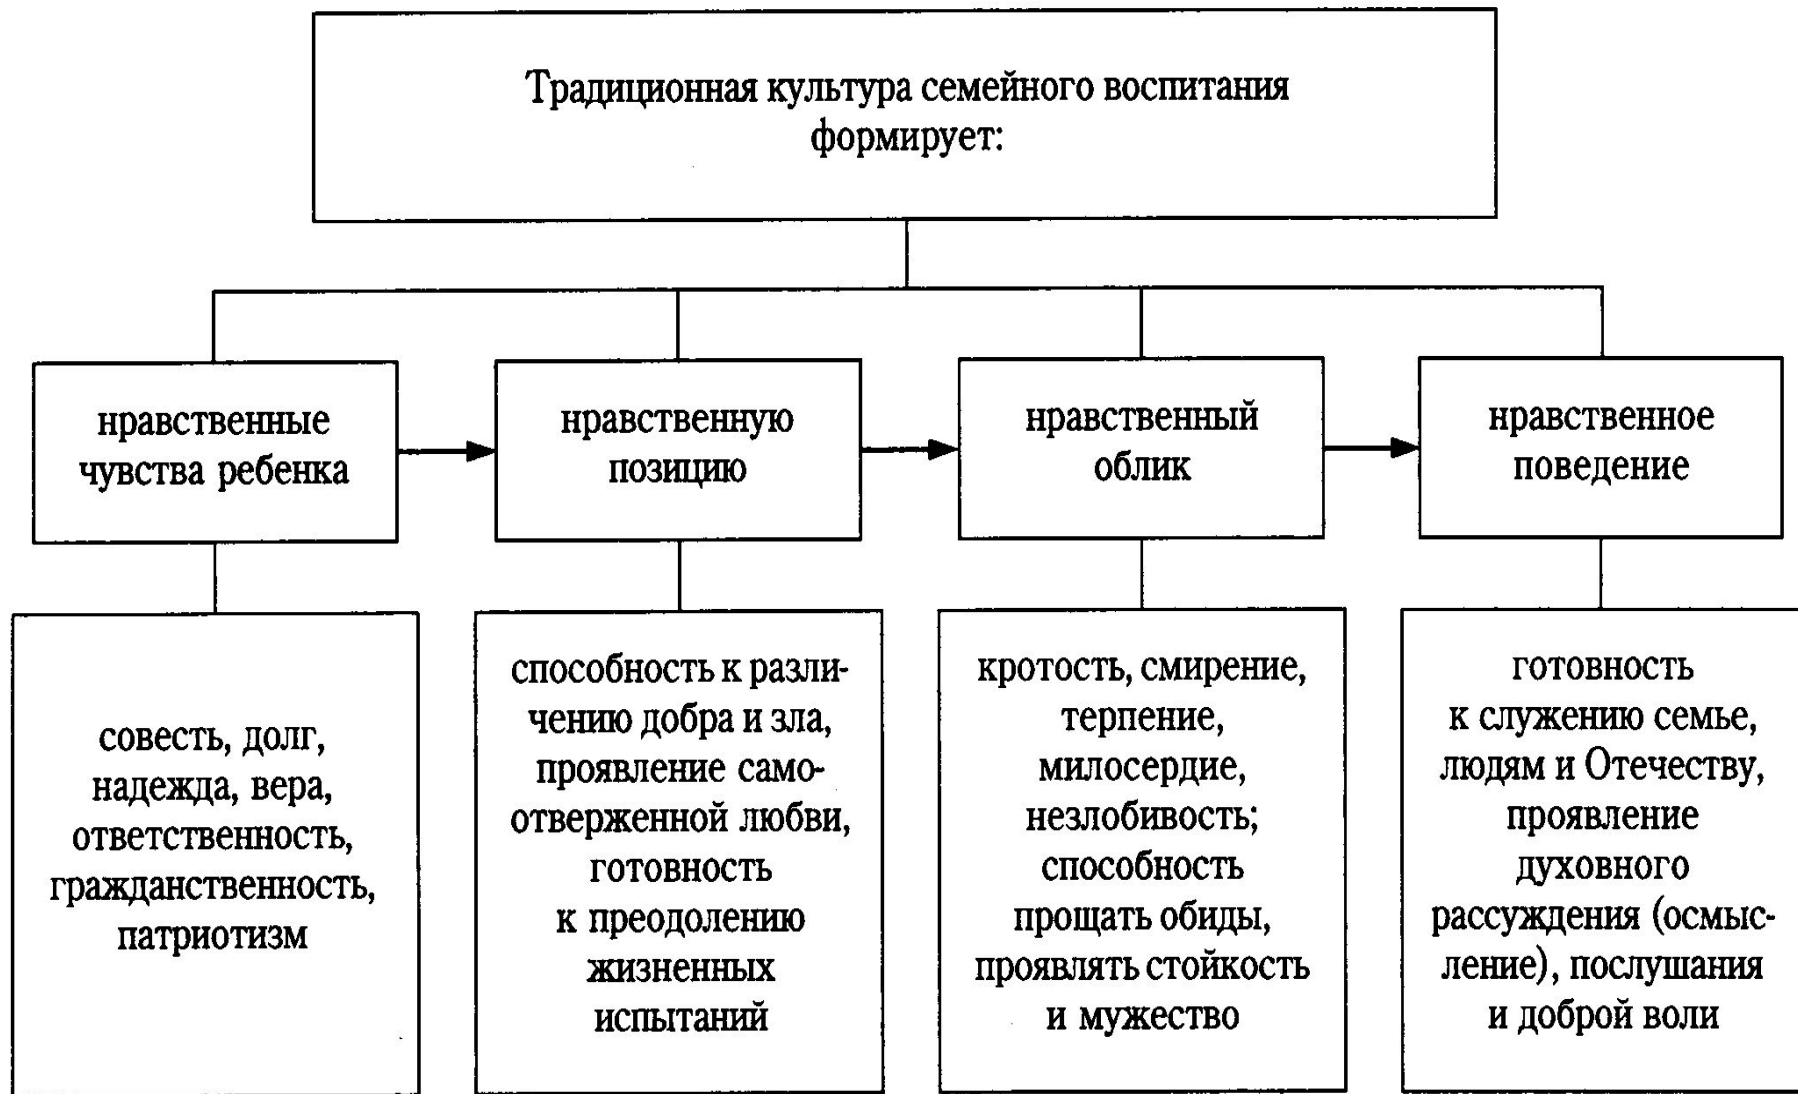 Традиционная культура семейного воспитания
формирует:
нравственные
чувства ребенка
нравственную
позицию
нравственный
облик
нравственное
поведение
совесть, долг,
надежда, вера,
ответственность,
гражданственность,
патриотизм
способность к разли-
чению добра и зла,
проявление само-
отверженной любви,
готовность
к преодолению
жизненных
испытаний
кротость, смирение,
терпение,
милосердие,
незлобивость;
способность
прощать обиды,
проявлять стойкость
и мужество
готовность
к служению семье,
людям и Отечеству,
проявление
духовного
рассуждения (осмыс-
ление), послушания
и доброй воли